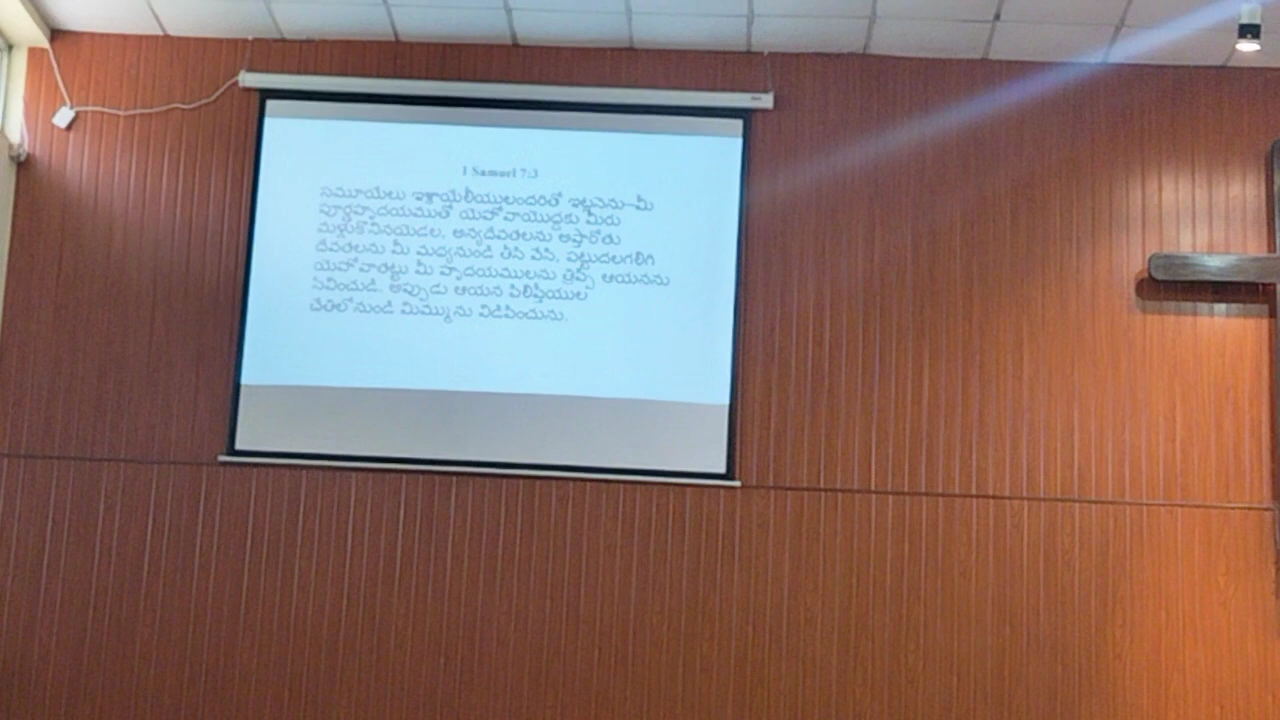 1 Samuel 7:3
సమూయేలు ఇశ్రాయేలీయులందరితో ఇట్లనెను–మీ
పూర్ణహృదయముతో యెహోవాయొద్దకు మీరు
మళ్లుకొనినయెడల, అన్యదేవతలను అష్తారోతు
దేవతలను మీ మధ్యనుండి తీసి వేసి, పట్టుదలగలిగి
యెహోవాతట్టు మీ హృదయములను త్రిప్పి ఆయనను
సేవించుడి. అప్పుడు ఆయన ఫిలిష్తీయుల
చేతిలోనుండి మిమ్మును విడిపించును.